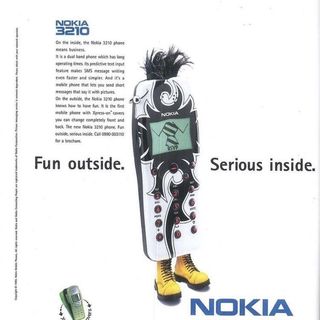 NOKIA
3210
On the inside, the Nokia 3210 phone
means business.
It is a dual band phone which has long
operating times. Its predictive text input
feature makes SMS message writing
even faster and simpler. And it's a
mobile phone that lets you send short
messages that say it with pictures.
On the outside, the Nokia 3210 phone
knows how to have fun. It is the first
mobile phone with Xpress-on™ covers
you can change completely front and
back. The new Nokia 3210 phone. Fun
outside, serious inside. Call 0990 003110
for a brochure.
NOKIA
RSVP
Fun outside.
Serious inside.
NOKIA